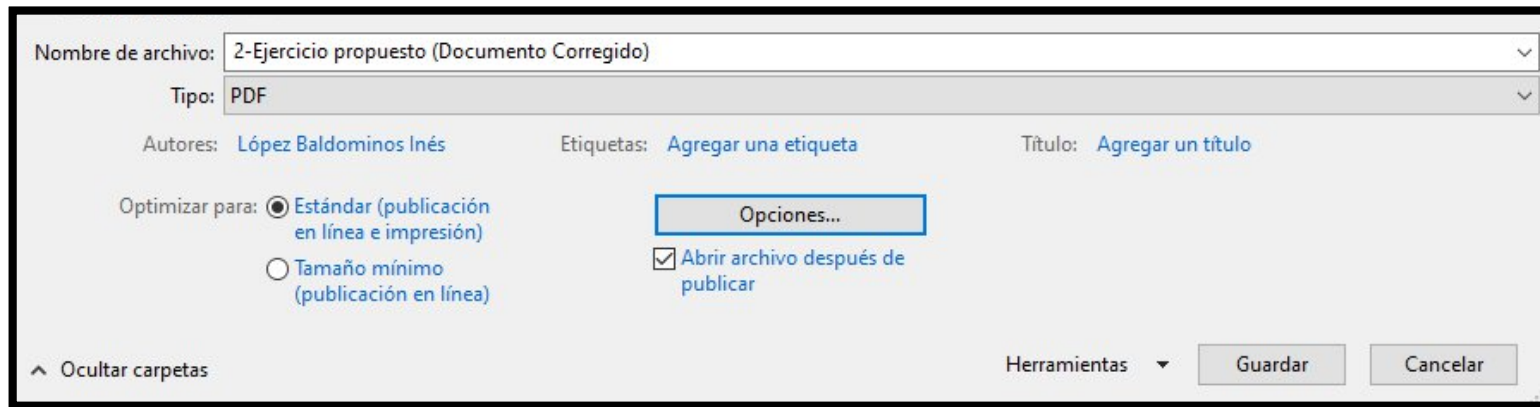 Nombre de archivo: 2-Ejercicio propuesto (Documento Corregido)
Tipo: PDF
Autores: López Baldominos Inés Etiquetas: Agregar una etiqueta Título: Agregar un título
Optimizar para: Estándar (publicación
en línea e impresión)
Tamaño mínimo
(publicación en línea)
Opciones...
Abrir archivo después de
publicar
Ocultar carpetas Herramientas Guardar Cancelar